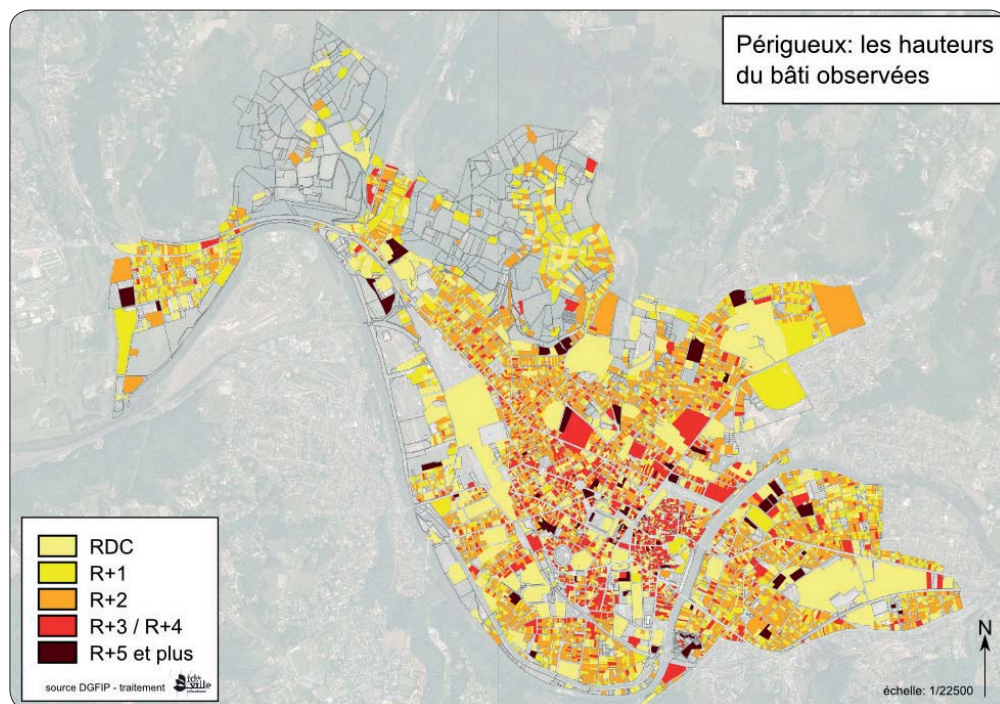 Périgueux: les hauteurs
du bâti observées
RDC
R+1
R+2
R+3 / R+4
R+5 et plus
source DGFIP - traitement
N
échelle: 1/22500